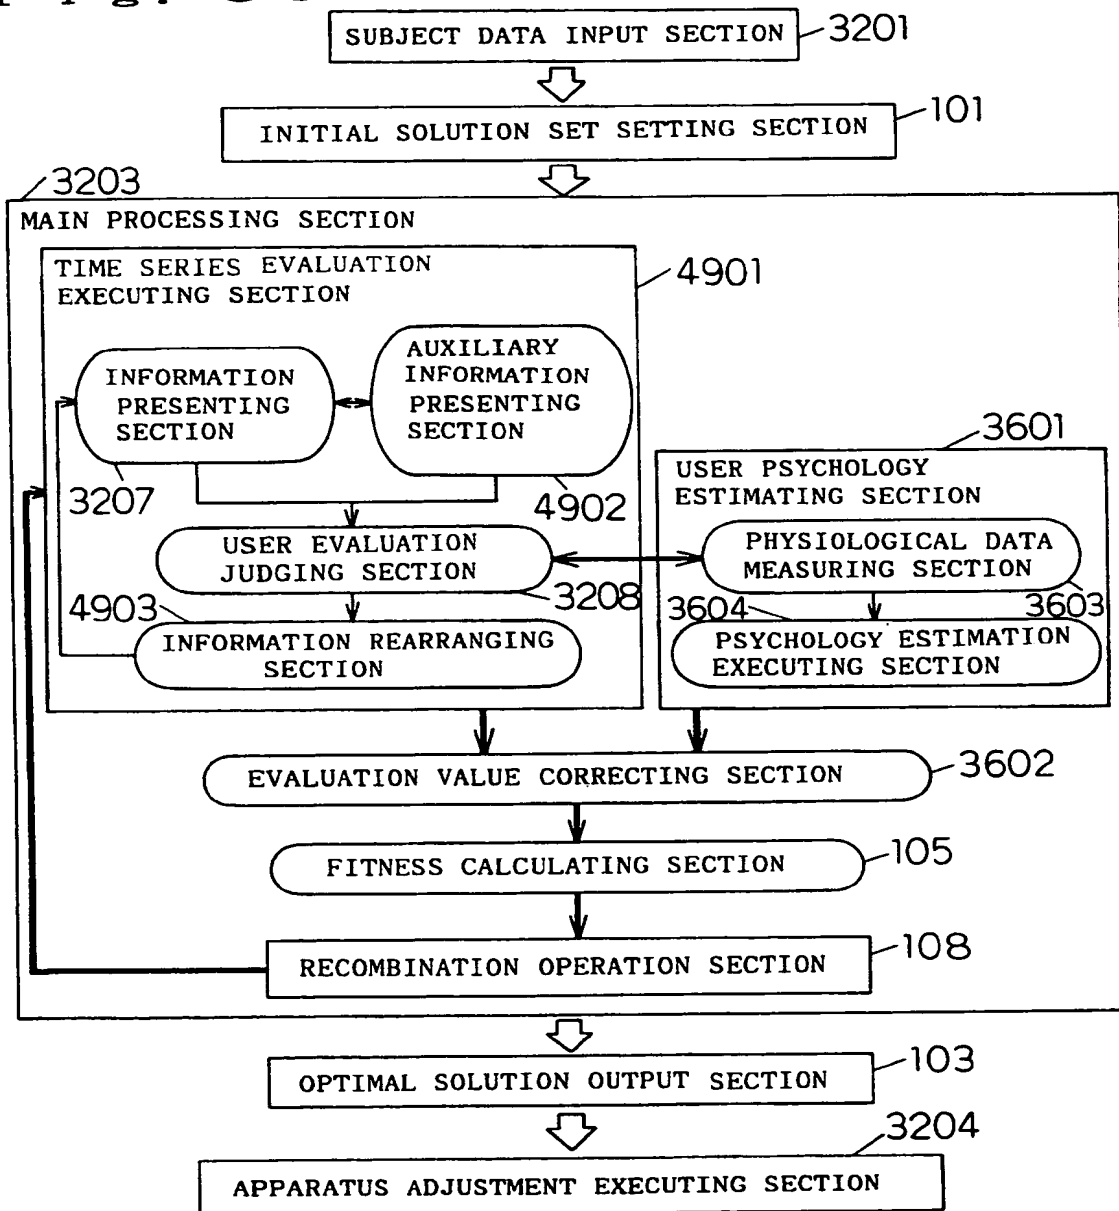 SUBJECT DATA INPUT SECTION
3201
INITIAL SOLUTION SET SETTING SECTION
101
3203
MAIN PROCESSING SECTION
TIME SERIES EVALUATION
EXECUTING SECTION
4901
INFORMATION
PRESENTING
SECTION
3207
AUXILIARY
INFORMATION
PRESENTING
SECTION
4902
USER EVALUATION
JUDGING SECTION
3208
4903
INFORMATION REARRANGING
SECTION
3601
USER PSYCHOLOGY
ESTIMATING SECTION
PHYSIOLOGICAL DATA
MEASURING SECTION
3603
3604
PSYCHOLOGY ESTIMATION
EXECUTING SECTION
EVALUATION VALUE CORRECTING SECTION
3602
FITNESS CALCULATING SECTION
105
RECOMBINATION OPERATION SECTION
108
OPTIMAL SOLUTION OUTPUT SECTION
103
3204
APPARATUS ADJUSTMENT EXECUTING SECTION